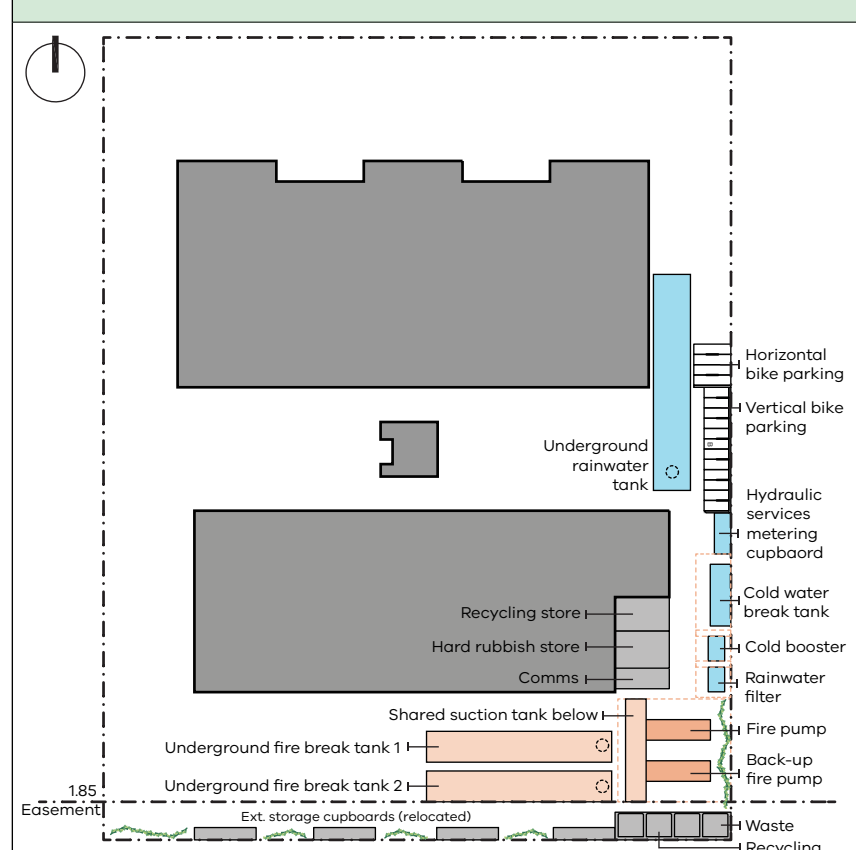 Horizontal
bike parking
Vertical bike
parking
Underground
rainwater
tank
Hydraulic
services
metering
cupbaord
Cold water
break tank
Recycling store
Hard rubbish store
Comms
Cold booster
Rainwater
filter
Shared suction tank below
Fire pump
Underground fire break tank 1
Back-up
fire pump
Underground fire break tank 2
1.85
Easement
Ext. storage cupboards (relocated)
Waste
Recycling